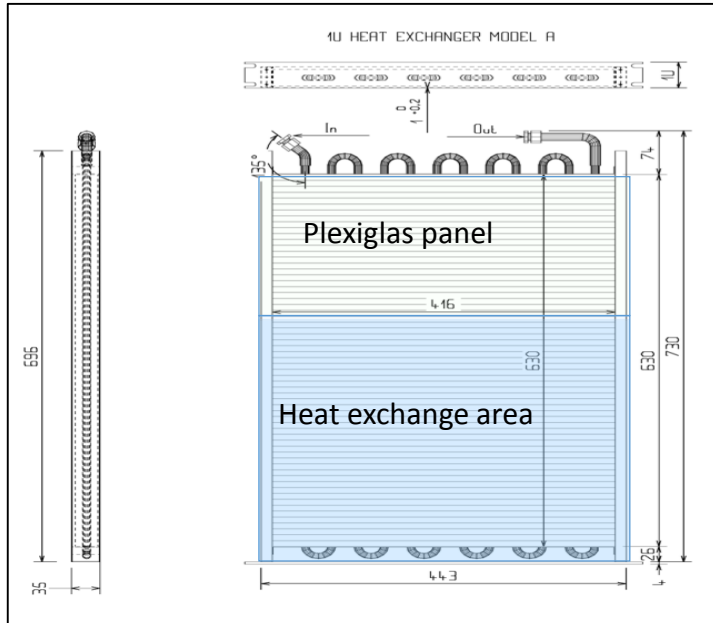 1U HEAT EXCHANGER MODEL A
1U
1 0 +0.2
In
Out
135°
74
Plexiglas panel
416
696
630
630
730
Heat exchange area
26
4
35
443